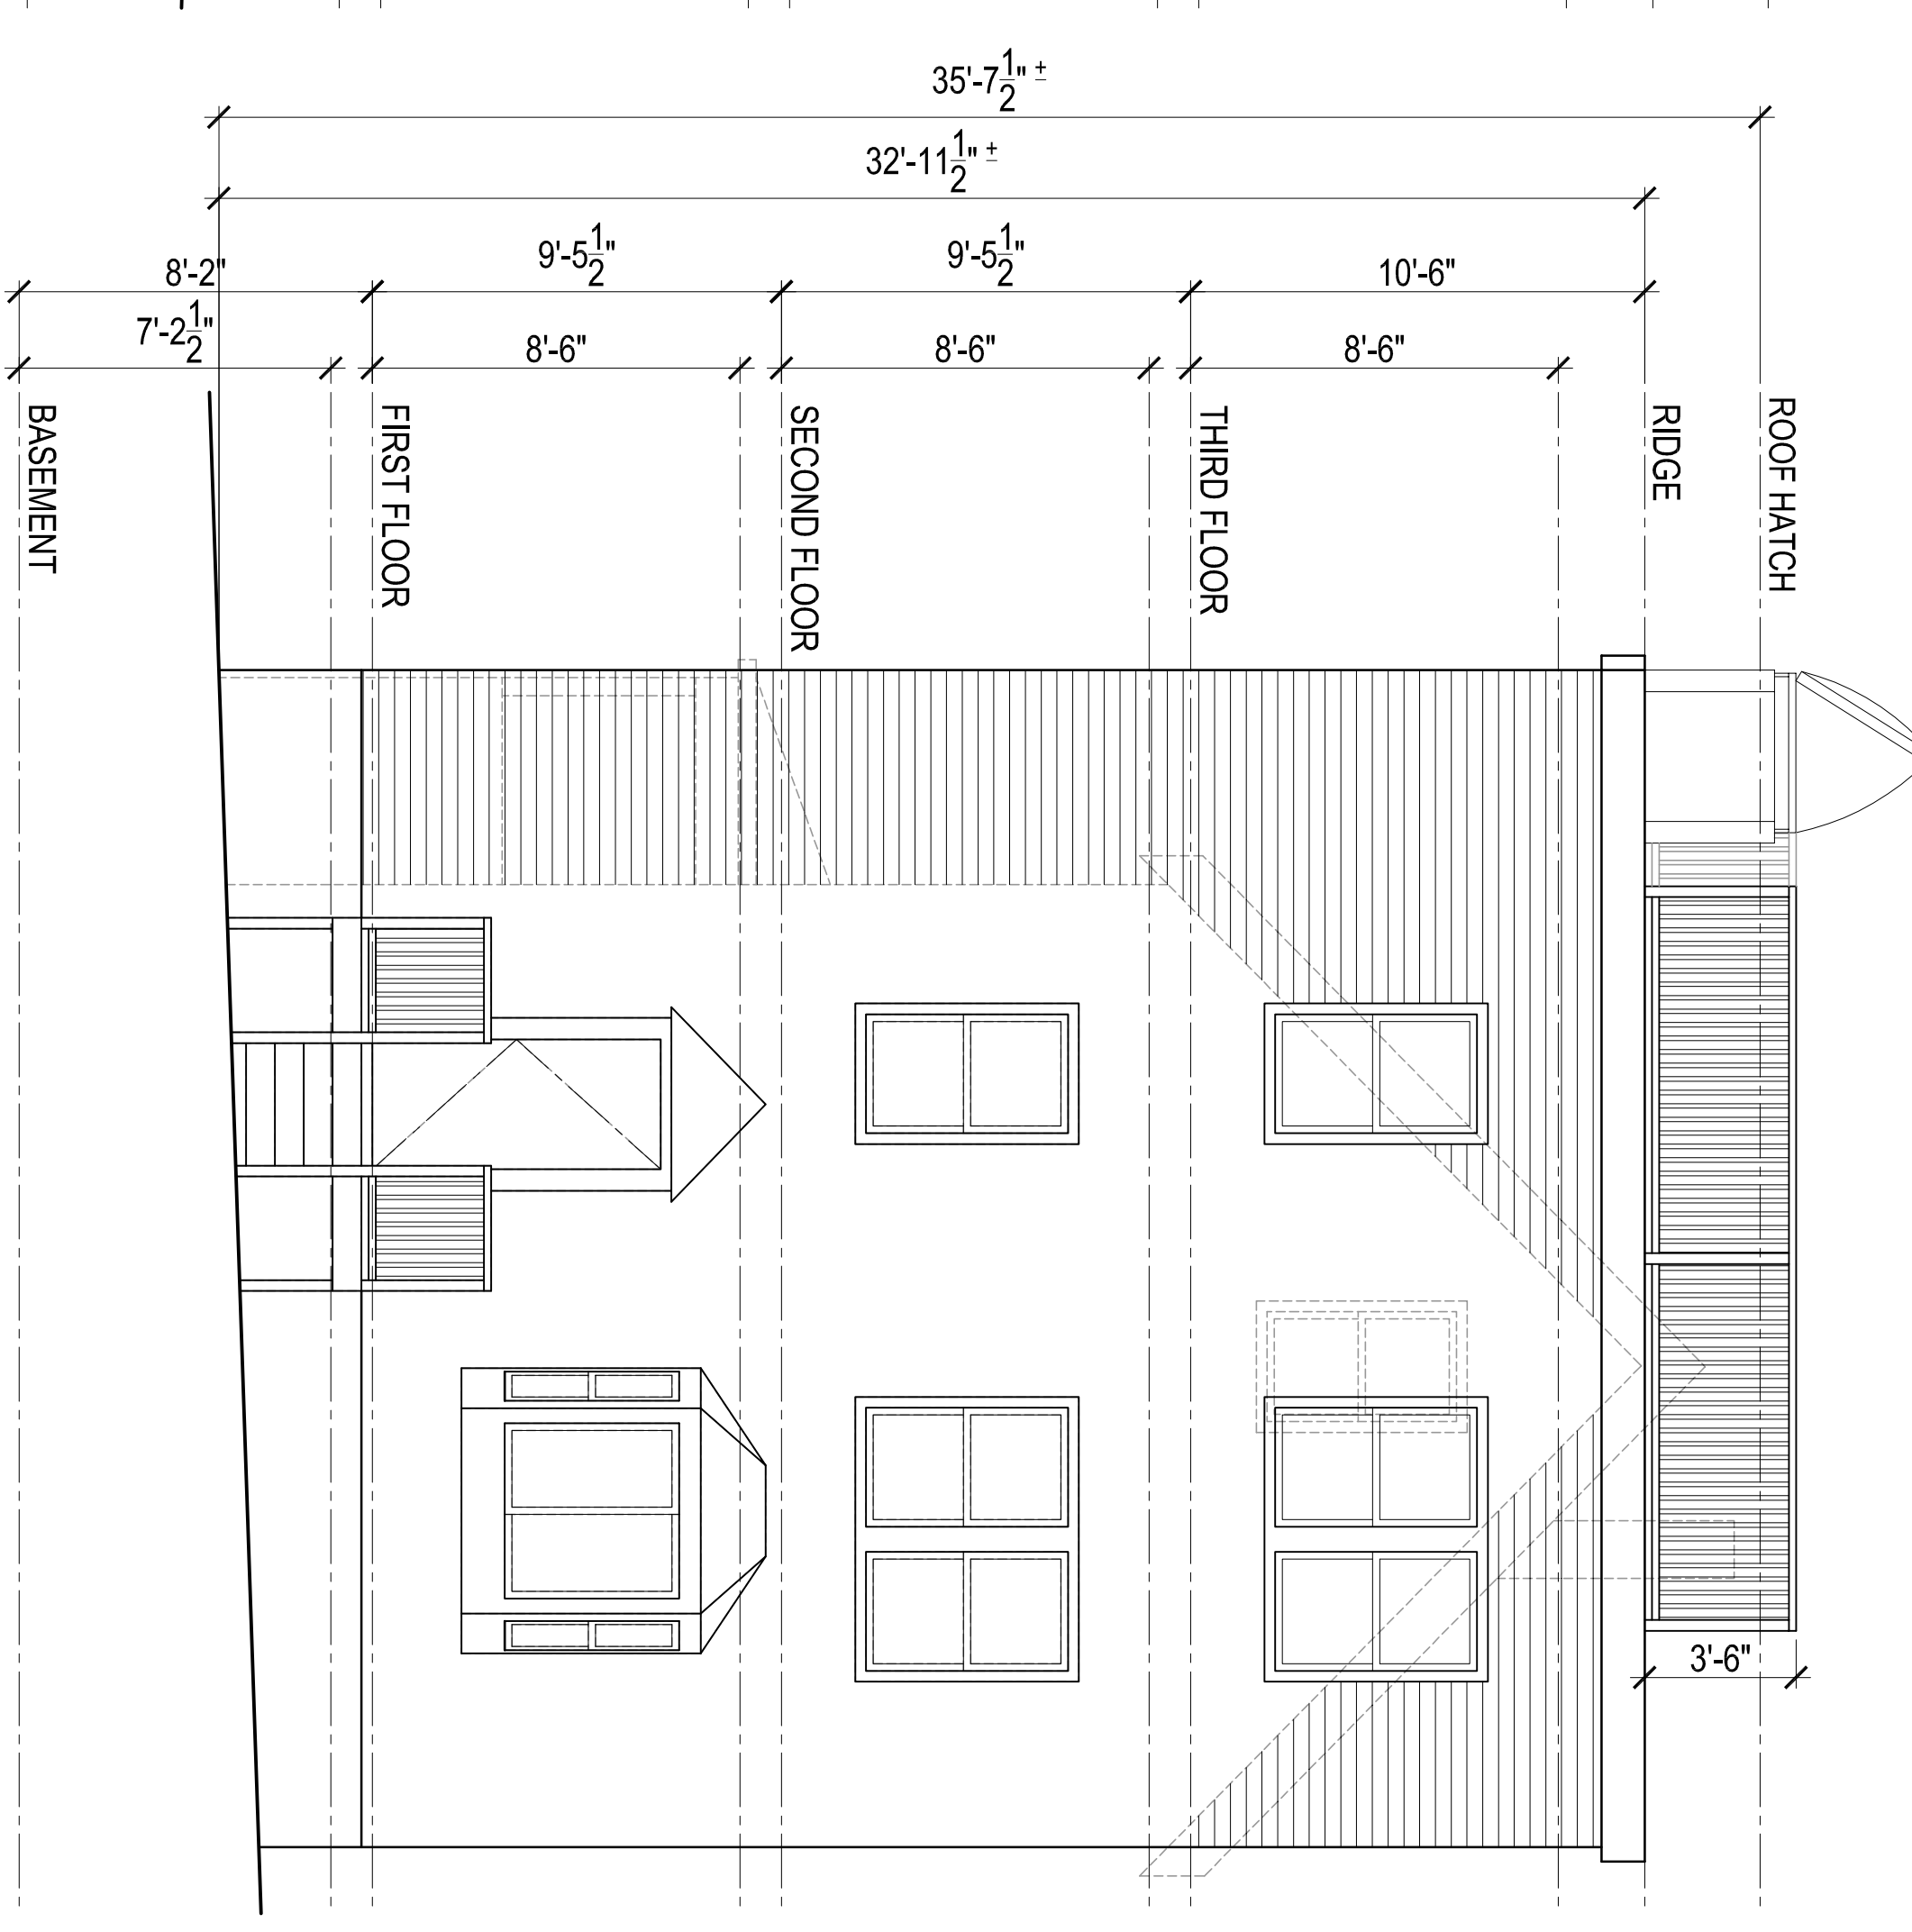 35'-7 1/2" ±
32'-11 1/2" ±
8'-2"
9'-5 1/2"
9'-5 1/2"
10'-6"
7'-2 1/2"
8'-6"
8'-6"
8'-6"
BASEMENT
FIRST FLOOR
SECOND FLOOR
THIRD FLOOR
RIDGE
ROOF HATCH
3'-6"